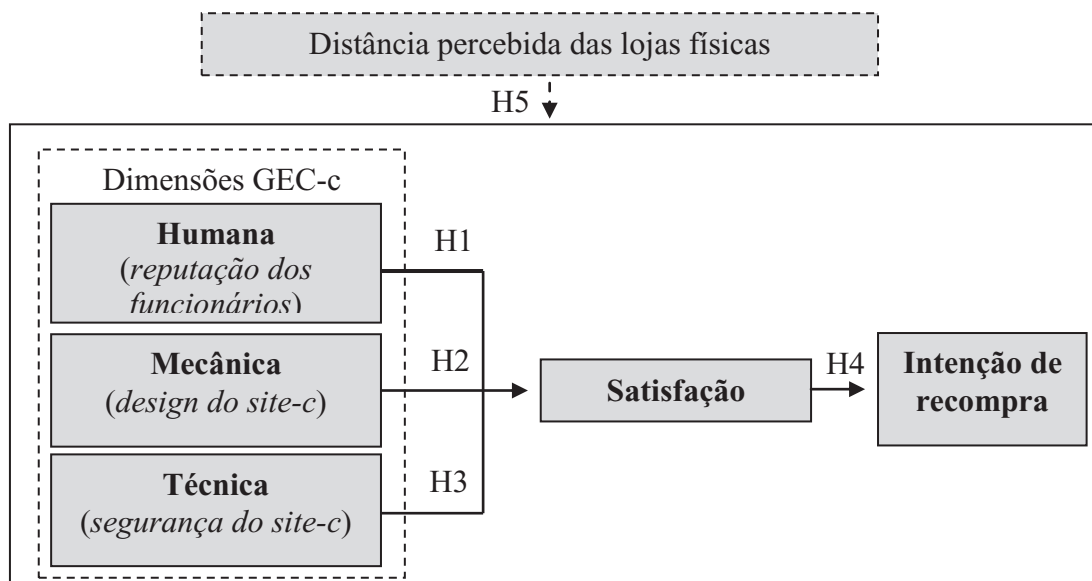 Distância percebida das lojas físicas
H5
Dimensões GEC-c
Humana
(reputação dos
funcionários)
H1
Mecânica
(design do site-c)
H2
Técnica
(segurança do site-c)
H3
Satisfação
H4
Intenção de
recompra